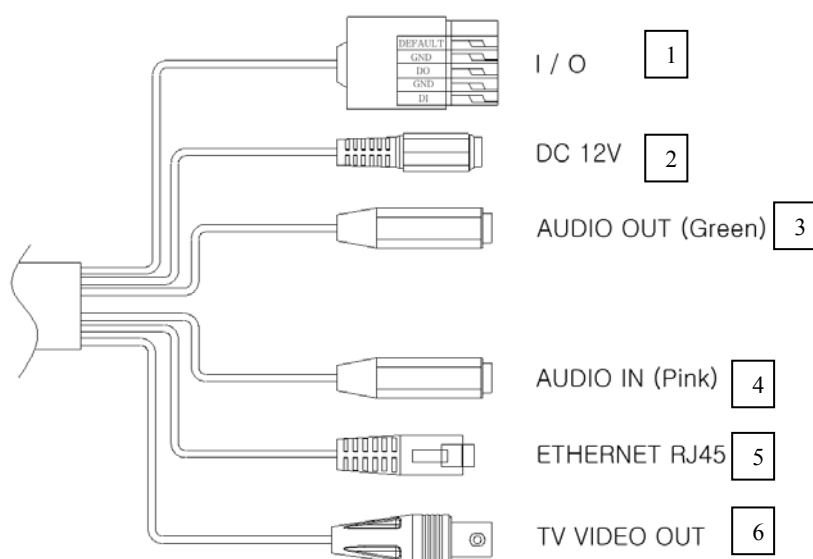 DEFAULT
GND
DO
GND
DI
I / O 1
DC 12V 2
AUDIO OUT (Green) 3
AUDIO IN (Pink) 4
ETHERNET RJ45 5
TV VIDEO OUT 6